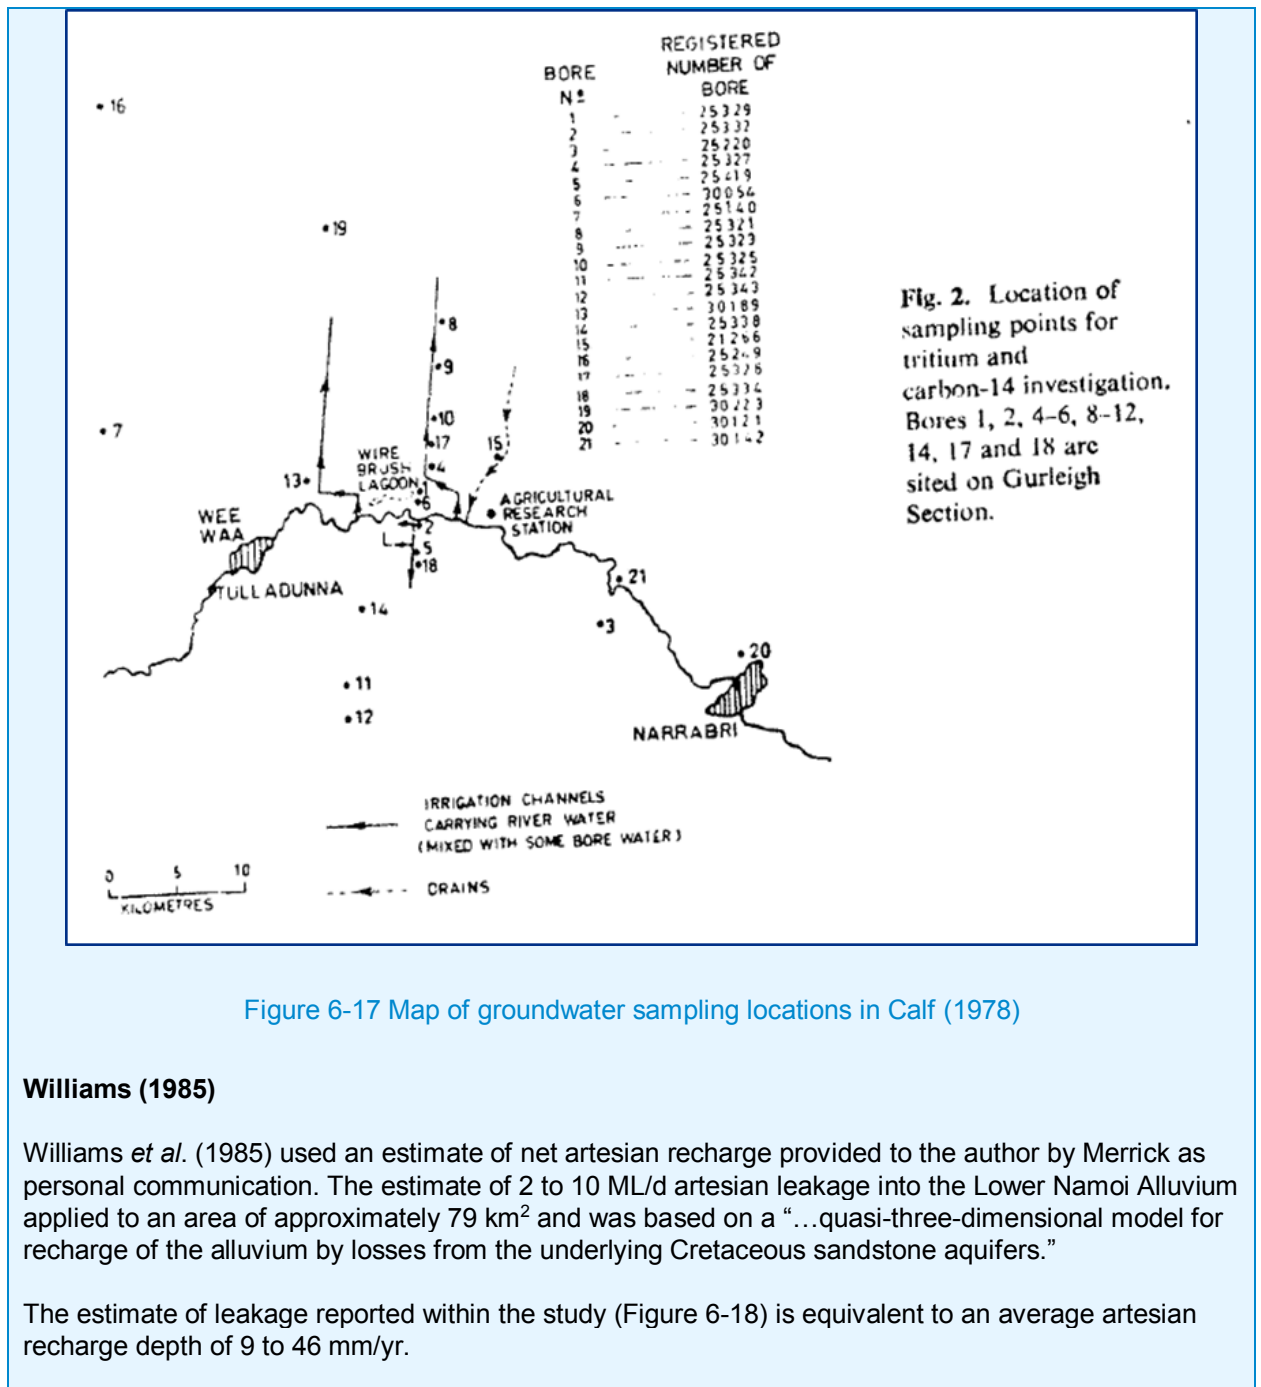 BORE
Nº
REGISTERED
NUMBER OF
BORE
1 25329
2 25332
3 25220
4 25327
5 25419
6 30054
7 25140
8 25321
9 25323
10 25325
11 25342
12 25343
13 30189
14 25338
15 21266
16
17
18 25334
19 30223
20 30121
21 30142
16
19
8
9
10
17
4
15
7
WIRE
BRUSH
LAGOON
13
6
AGRICULTURAL
RESEARCH
STATION
WEE
WAA
2
5
18
TULLADUNNA
14
21
3
20
11
12
NARRABRI
IRRIGATION CHANNELS
CARRYING RIVER WATER
(MIXED WITH SOME BORE WATER)
0 5 10
KILOMETRES
DRAINS
Fig. 2. Location of
sampling points for
tritium and
carbon-14 investigation.
Bores 1, 2, 4–6, 8–12,
14, 17 and 18 are
sited on Gurleigh
Section.
Figure 6-17 Map of groundwater sampling locations in Calf (1978)
Williams (1985)
Williams et al. (1985) used an estimate of net artesian recharge provided to the author by Merrick as
personal communication. The estimate of 2 to 10 ML/d artesian leakage into the Lower Namoi Alluvium
applied to an area of approximately 79 km² and was based on a “…quasi-three-dimensional model for
recharge of the alluvium by losses from the underlying Cretaceous sandstone aquifers.”
The estimate of leakage reported within the study (Figure 6-18) is equivalent to an average artesian
recharge depth of 9 to 46 mm/yr.